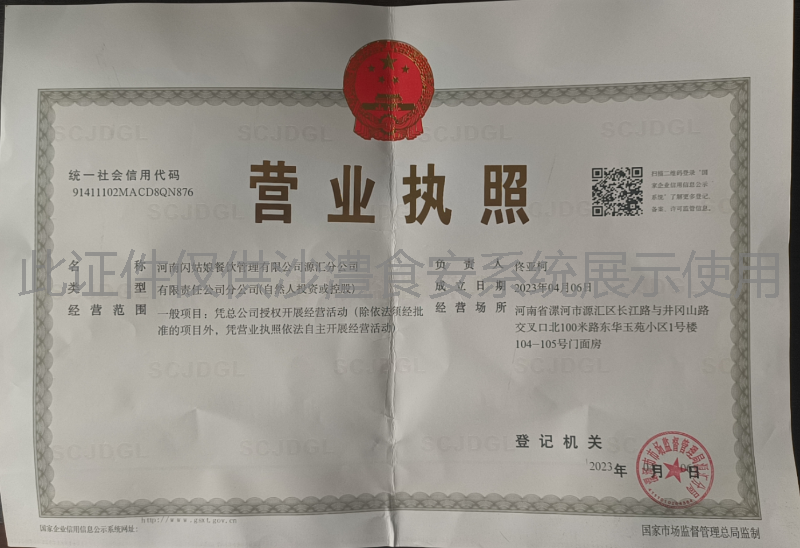 统一社会信用代码
91411102MACD8QN876
营业执照
扫描二维码登录“国
家企业信用信息公示
系统”了解更多登记、
备案、许可监管信息。
此证件仅供沙澧食安系统展示使用
名称 河南闪姑娘餐饮管理有限公司源汇分公司
类型 有限责任公司分公司(自然人投资或控股)
经营范围 一般项目：凭总公司授权开展经营活动（除依法须经批
准的项目外，凭营业执照依法自主开展经营活动）
负责人 佟亚柯
成立日期 2023年04月06日
经营场所 河南省漯河市源汇区长江路与井冈山路
交叉口北100米路东华玉苑小区1号楼
104-105号门面房
登记机关
2023年 月 日
http://www.gsxt.gov.cn
国家企业信用信息公示系统网址：
国家市场监督管理总局监制
SCJDGL